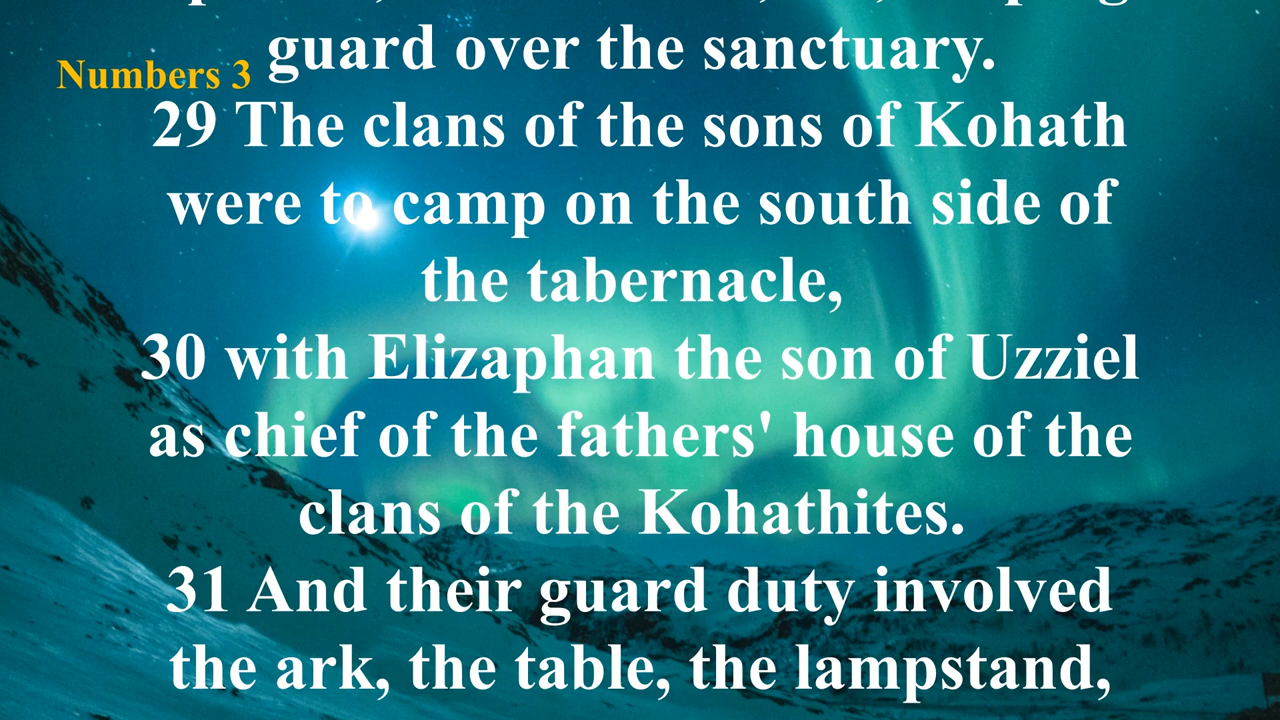 guard over the sanctuary.
Numbers 3
29 The clans of the sons of Kohath
were to camp on the south side of
the tabernacle,
30 with Elizaphan the son of Uzziel
as chief of the fathers' house of the
clans of the Kohathites.
31 And their guard duty involved
the ark, the table, the lampstand,